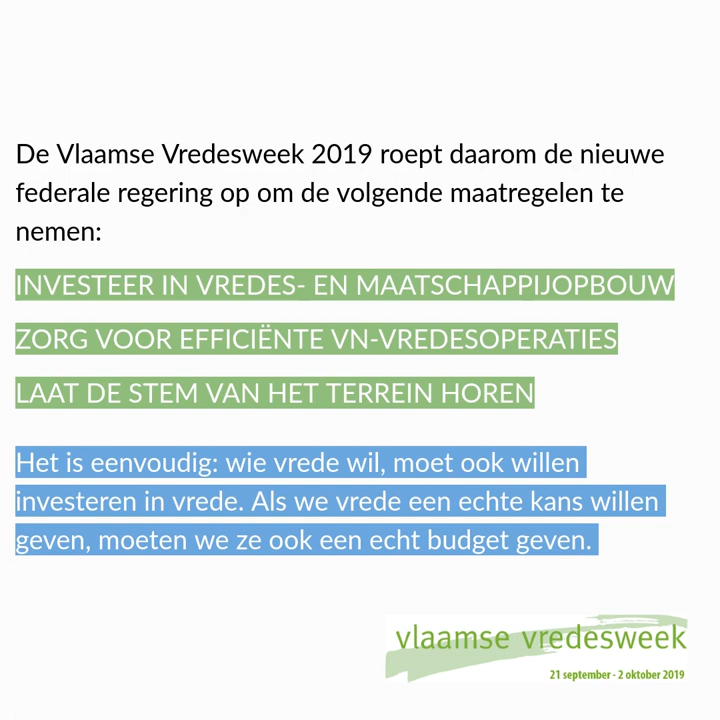 De Vlaamse Vredesweek 2019 roept daarom de nieuwe
federale regering op om de volgende maatregelen te
nemen:
INVESTEER IN VREDES- EN MAATSCHAPPIJOPBOUW
ZORG VOOR EFFICIËNTE VN-VREDESOPERATIES
LAAT DE STEM VAN HET TERREIN HOREN
Het is eenvoudig: wie vrede wil, moet ook willen
investeren in vrede. Als we vrede een echte kans willen
geven, moeten we ze ook een echt budget geven.
vlaamse vredesweek
21 september - 2 oktober 2019